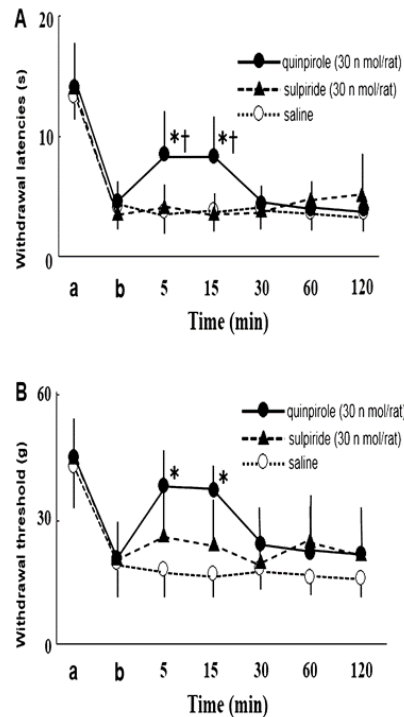 A
20
10
0
Withdrawal latencies (s)
quinpirole (30 n mol/rat)
sulpiride (30 n mol/rat)
saline
*† *†
a b 5 15 30 60 120
Time (min)
B
60
30
0
Withdrawal threshold (g)
quinpirole (30 n mol/rat)
sulpiride (30 n mol/rat)
saline
* *
a b 5 15 30 60 120
Time (min)